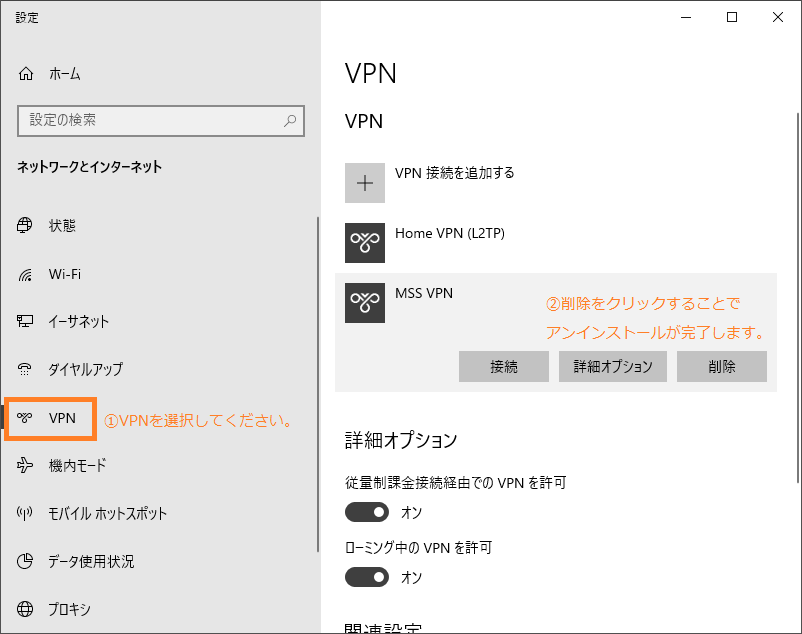 設定
ホーム
設定の検索
ネットワークとインターネット
状態
Wi-Fi
イーサネット
ダイヤルアップ
VPN
①VPNを選択してください。
機内モード
モバイル ホットスポット
データ使用状況
プロキシ
VPN
VPN
VPN 接続を追加する
Home VPN (L2TP)
MSS VPN
②削除をクリックすることで
アンインストールが完了します。
接続
詳細オプション
削除
詳細オプション
従量制課金接続経由での VPN を許可
オン
ローミング中の VPN を許可
オン
関連設定